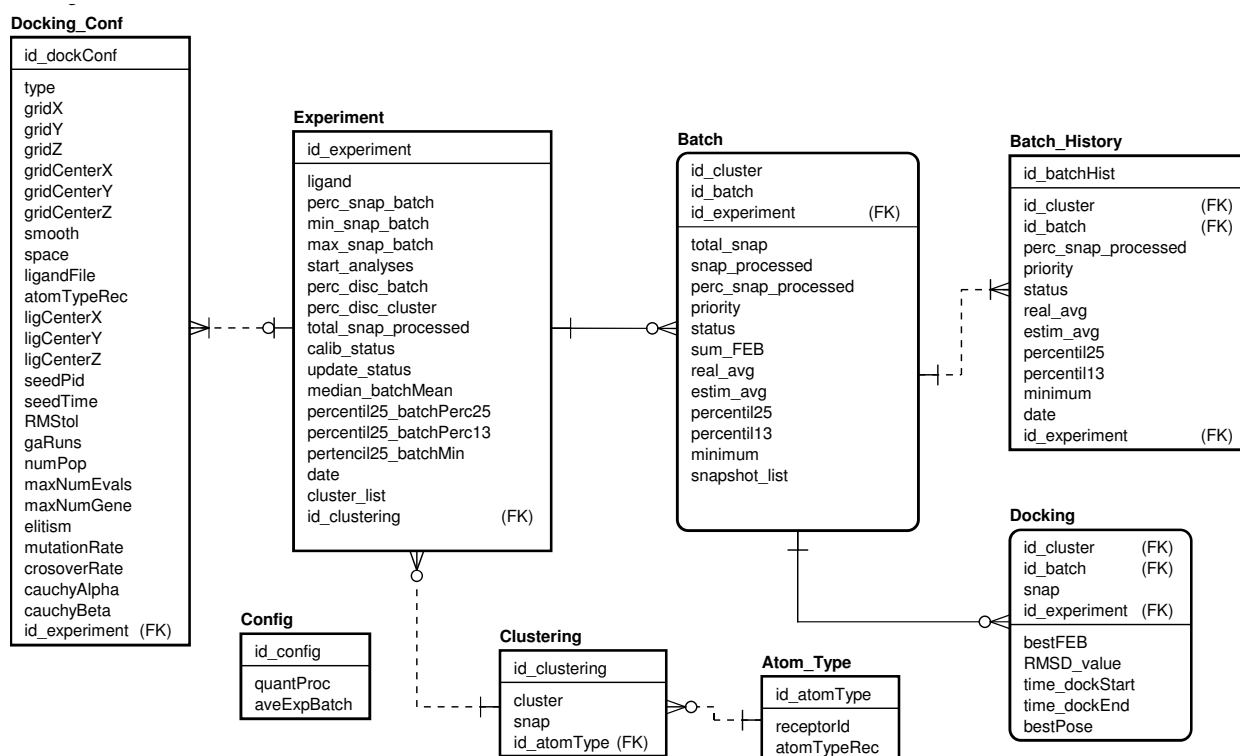 Docking_Conf
id_dockConf
type
gridX
gridY
gridZ
gridCenterX
gridCenterY
gridCenterZ
smooth
space
ligandFile
atomTypeRec
ligCenterX
ligCenterY
ligCenterZ
seedPid
seedTime
RMStol
gaRuns
numPop
maxNumEvals
maxNumGene
elitism
mutationRate
crosoverRate
cauchyAlpha
cauchyBeta
id_experiment (FK)
Experiment
id_experiment
ligand
perc_snap_batch
min_snap_batch
max_snap_batch
start_analyses
perc_disc_batch
perc_disc_cluster
total_snap_processed
calib_status
update_status
median_batchMean
percentil25_batchPerc25
percentil25_batchPerc13
pertencil25_batchMin
date
cluster_list
id_clustering (FK)
Batch
id_cluster
id_batch
id_experiment (FK)
total_snap
snap_processed
perc_snap_processed
priority
status
sum_FEB
real_avg
estim_avg
percentil25
percentil13
minimum
snapshot_list
Batch_History
id_batchHist
id_cluster (FK)
id_batch (FK)
perc_snap_processed
priority
status
real_avg
estim_avg
percentil25
percentil13
minimum
date
id_experiment (FK)
Docking
id_cluster (FK)
id_batch (FK)
snap
id_experiment (FK)
bestFEB
RMSD_value
time_dockStart
time_dockEnd
bestPose
Config
id_config
quantProc
aveExpBatch
Clustering
id_clustering
cluster
snap
id_atomType (FK)
Atom_Type
id_atomType
receptorId
atomTypeRec